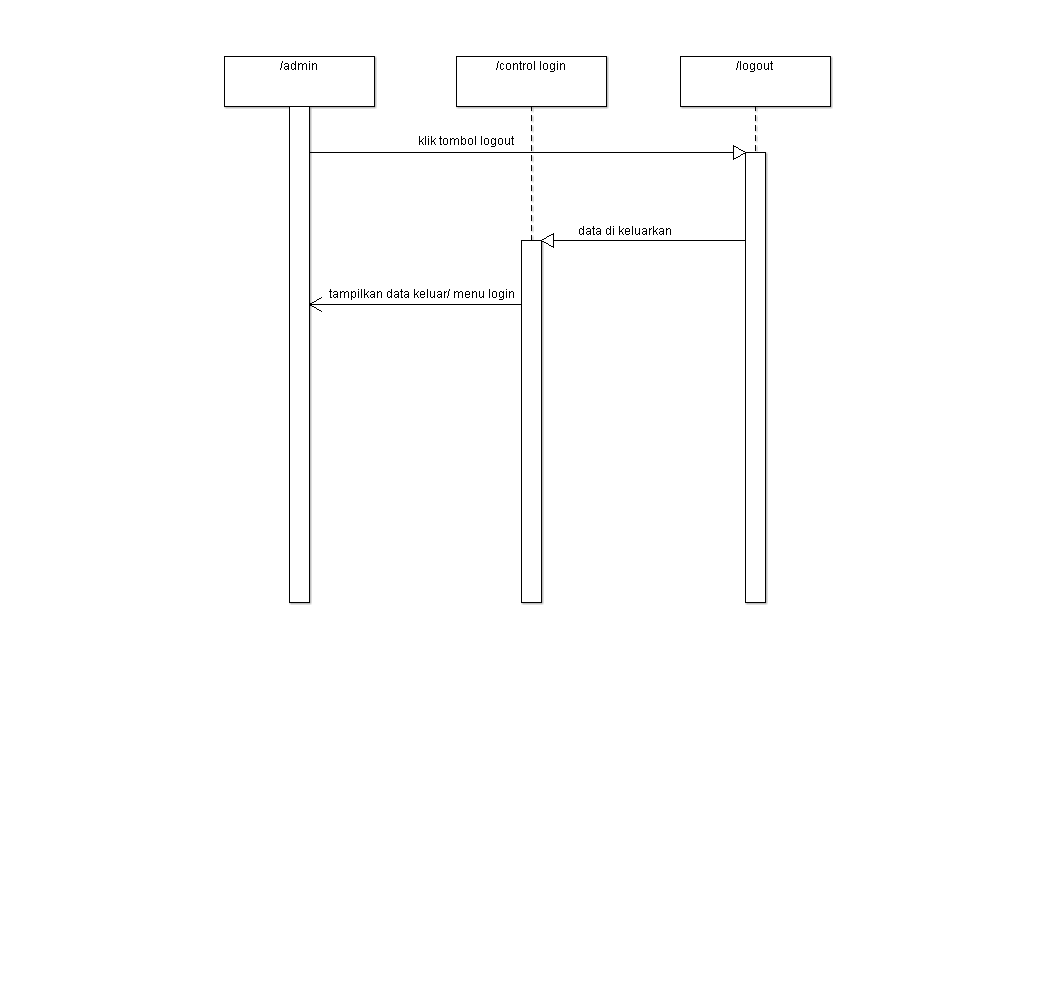 /admin
/control login
/logout
klik tombol logout
data di keluarkan
tampilkan data keluar/ menu login